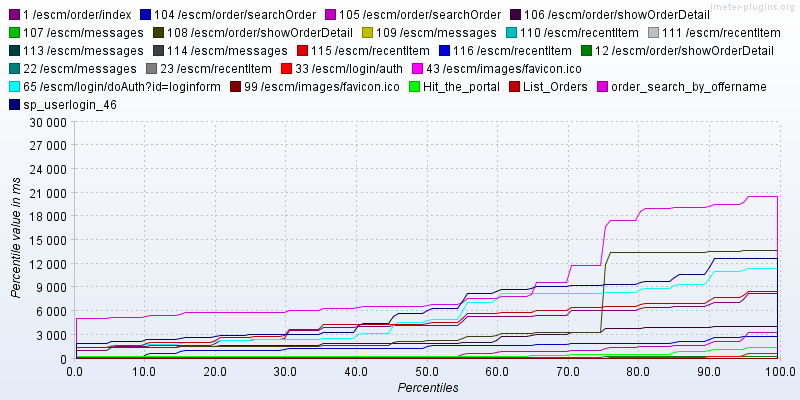 jmeter-plugins.org
1 /escm/order/index 104 /escm/order/searchOrder 105 /escm/order/searchOrder 106 /escm/order/showOrderDetail
107 /escm/messages 108 /escm/order/showOrderDetail 109 /escm/messages 110 /escm/recentItem 111 /escm/recentItem
113 /escm/messages 114 /escm/messages 115 /escm/recentItem 116 /escm/recentItem 12 /escm/order/showOrderDetail
22 /escm/messages 23 /escm/recentItem 33 /escm/login/auth 43 /escm/images/favicon.ico
65 /escm/login/doAuth?id=loginform 99 /escm/images/favicon.ico Hit_the_portal List_Orders order_search_by_offername
sp_userlogin_46
30 000
27 000
24 000
21 000
18 000
15 000
12 000
9 000
6 000
3 000
0
Percentile value in ms
0.0 10.0 20.0 30.0 40.0 50.0 60.0 70.0 80.0 90.0 100.0
Percentiles